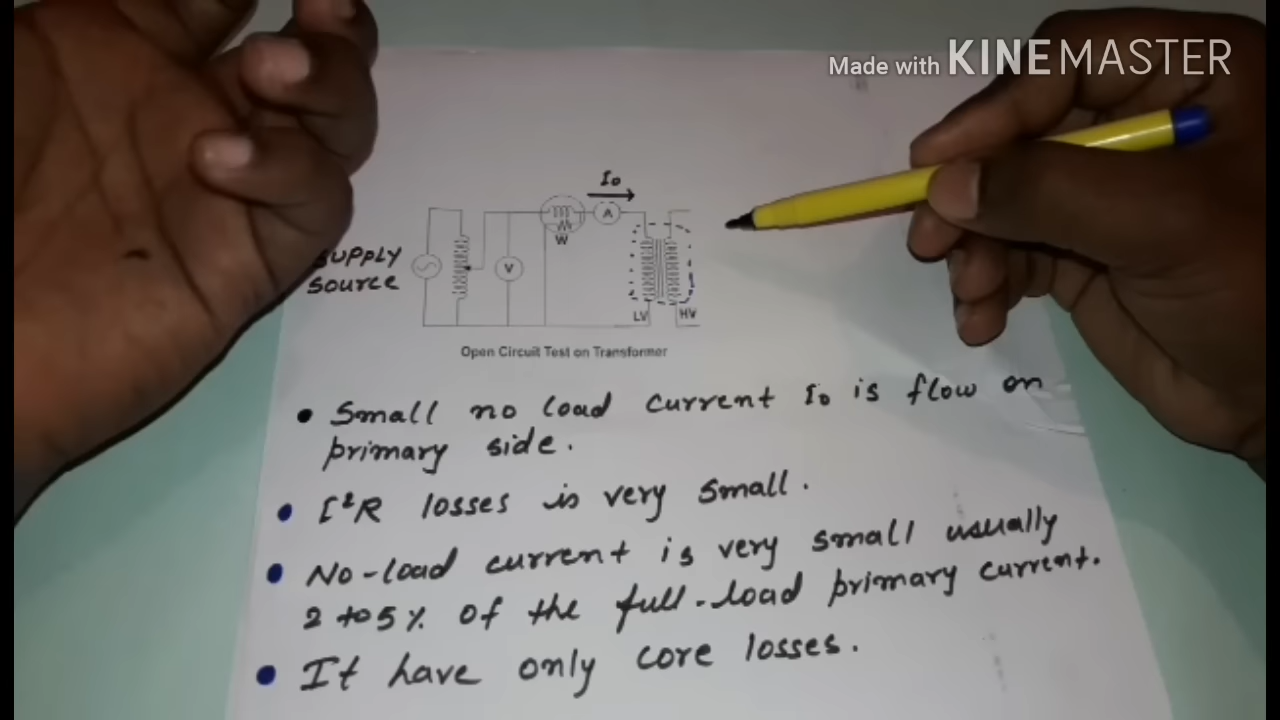 Made with KINEMASTER
Io
A
W
SUPPLY
V
source
LV HV
Open Circuit Test on Transformer
• Small no load current Io is flow on
primary side.
• I²R losses is very small.
• No-load current is very small usually
2 to 5% of the full-load primary current.
• It have only core losses.